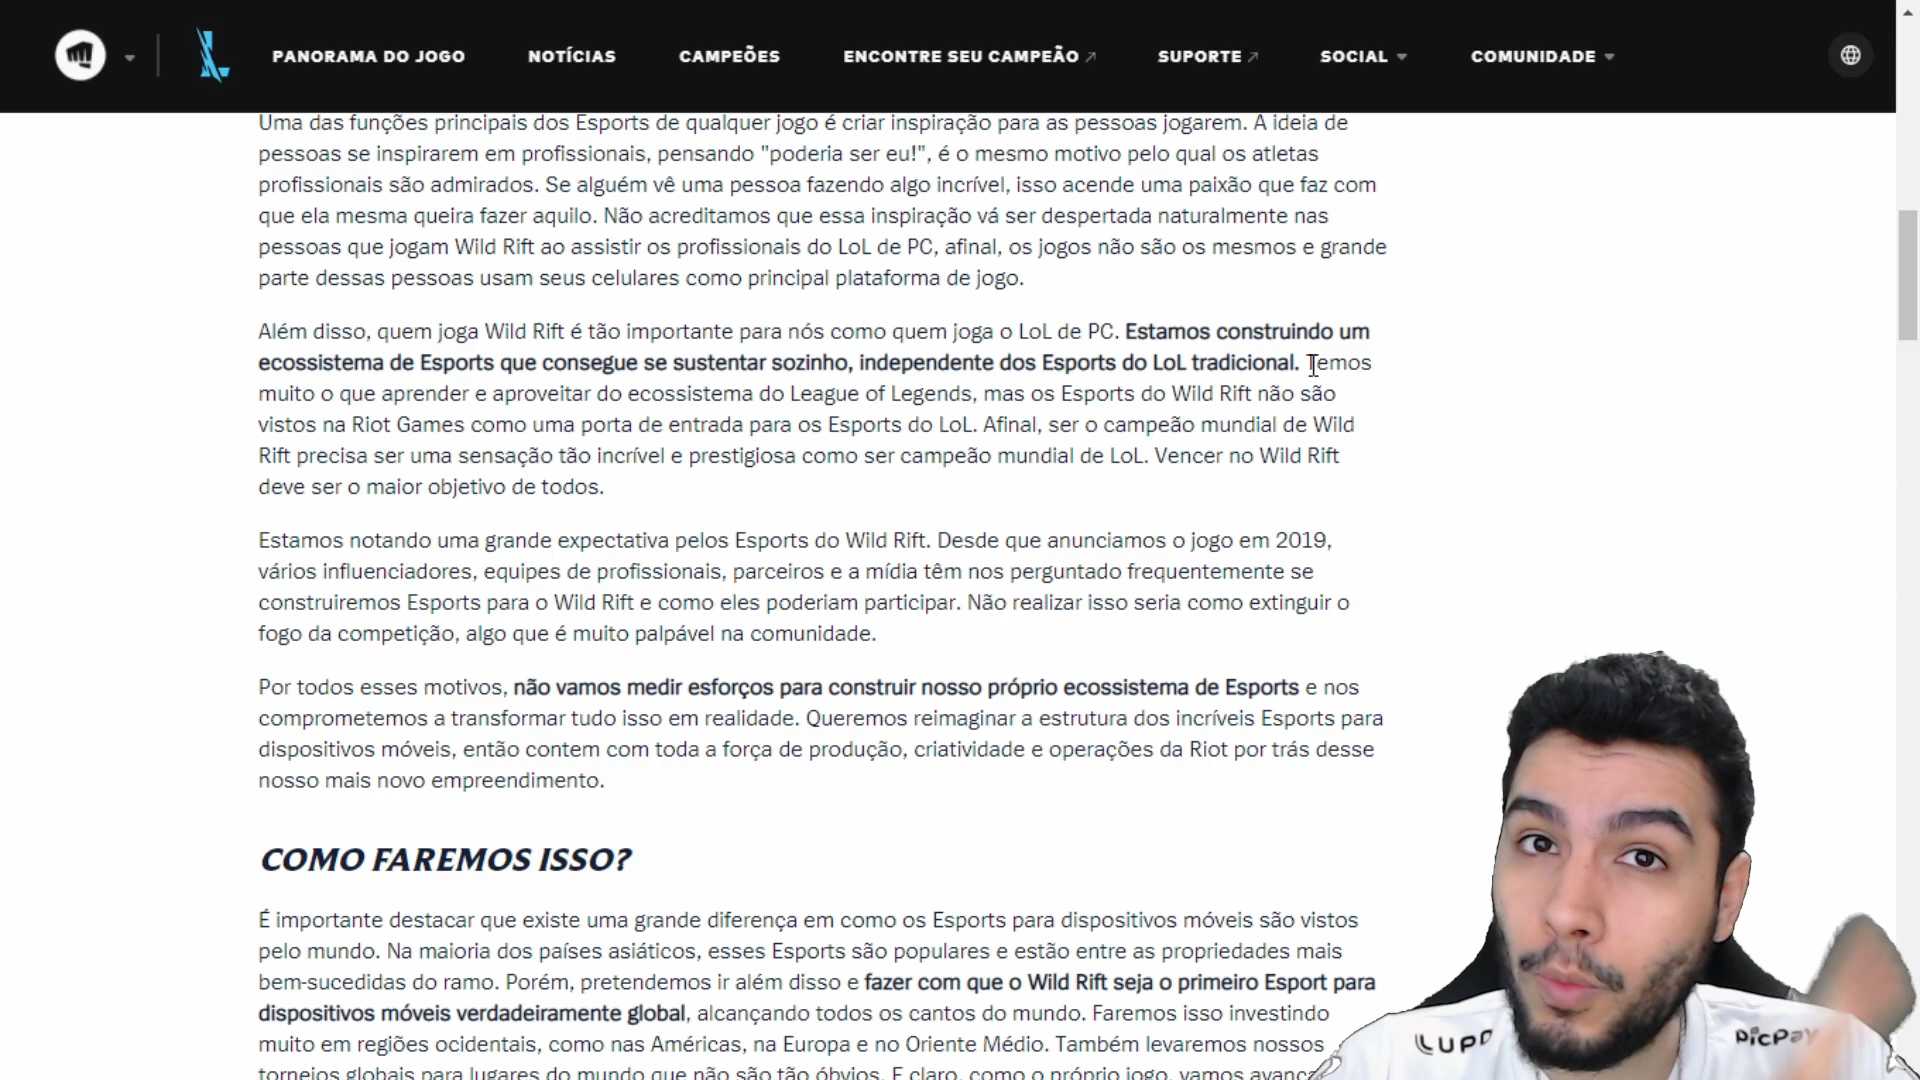 PANORAMA DO JOGO NOTÍCIAS CAMPEÕES ENCONTRE SEU CAMPEÃO SUPORTE SOCIAL COMUNIDADE
Uma das funções principais dos Esports de qualquer jogo é criar inspiração para as pessoas jogarem. A ideia de
pessoas se inspirarem em profissionais, pensando "poderia ser eu!", é o mesmo motivo pelo qual os atletas
profissionais são admirados. Se alguém vê uma pessoa fazendo algo incrível, isso acende uma paixão que faz com
que ela mesma queira fazer aquilo. Não acreditamos que essa inspiração vá ser despertada naturalmente nas
pessoas que jogam Wild Rift ao assistir os profissionais do LoL de PC, afinal, os jogos não são os mesmos e grande
parte dessas pessoas usam seus celulares como principal plataforma de jogo.
Além disso, quem joga Wild Rift é tão importante para nós como quem joga o LoL de PC. Estamos construindo um
ecossistema de Esports que consegue se sustentar sozinho, independente dos Esports do LoL tradicional. Temos
muito o que aprender e aproveitar do ecossistema do League of Legends, mas os Esports do Wild Rift não são
vistos na Riot Games como uma porta de entrada para os Esports do LoL. Afinal, ser o campeão mundial de Wild
Rift precisa ser uma sensação tão incrível e prestigiosa como ser campeão mundial de LoL. Vencer no Wild Rift
deve ser o maior objetivo de todos.
Estamos notando uma grande expectativa pelos Esports do Wild Rift. Desde que anunciamos o jogo em 2019,
vários influenciadores, equipes de profissionais, parceiros e a mídia têm nos perguntado frequentemente se
construiremos Esports para o Wild Rift e como eles poderiam participar. Não realizar isso seria como extinguir o
fogo da competição, algo que é muito palpável na comunidade.
Por todos esses motivos, não vamos medir esforços para construir nosso próprio ecossistema de Esports e nos
comprometemos a transformar tudo isso em realidade. Queremos reimaginar a estrutura dos incríveis Esports para
dispositivos móveis, então contem com toda a força de produção, criatividade e operações da Riot por trás desse
nosso mais novo empreendimento.
COMO FAREMOS ISSO?
É importante destacar que existe uma grande diferença em como os Esports para dispositivos móveis são vistos
pelo mundo. Na maioria dos países asiáticos, esses Esports são populares e estão entre as propriedades mais
bem-sucedidas do ramo. Porém, pretendemos ir além disso e fazer com que o Wild Rift seja o primeiro Esport para
dispositivos móveis verdadeiramente global, alcançando todos os cantos do mundo. Faremos isso investindo
muito em regiões ocidentais, como nas Américas, na Europa e no Oriente Médio. Também levaremos nossos
torneios globais para lugares do mundo que não são tão óbvios. E claro, como o próprio jogo, vamos
LUPO
PicPay